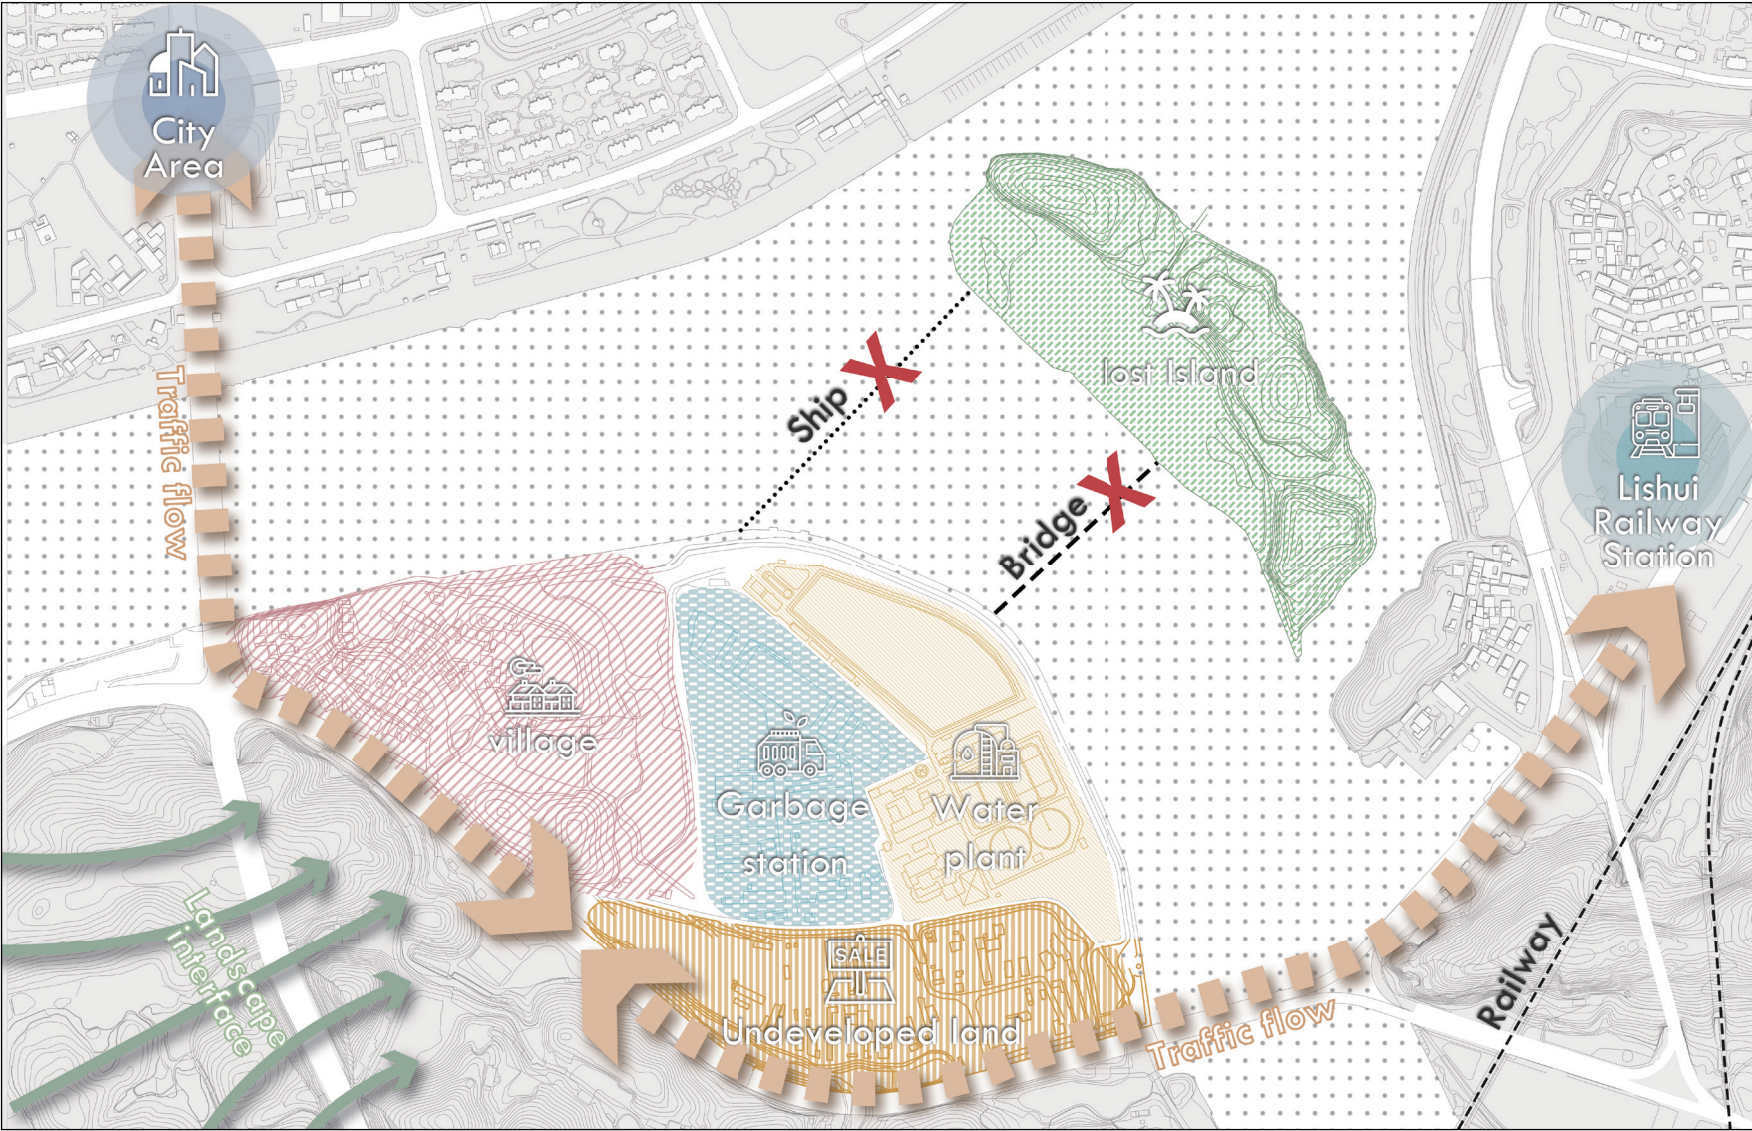 City
Area
Traffic flow
Ship
Bridge
lost Island
Lishui
Railway
Station
village
Garbage
station
Water
plant
Landscape
interface
SALE
Undeveloped land
Traffic flow
Railway